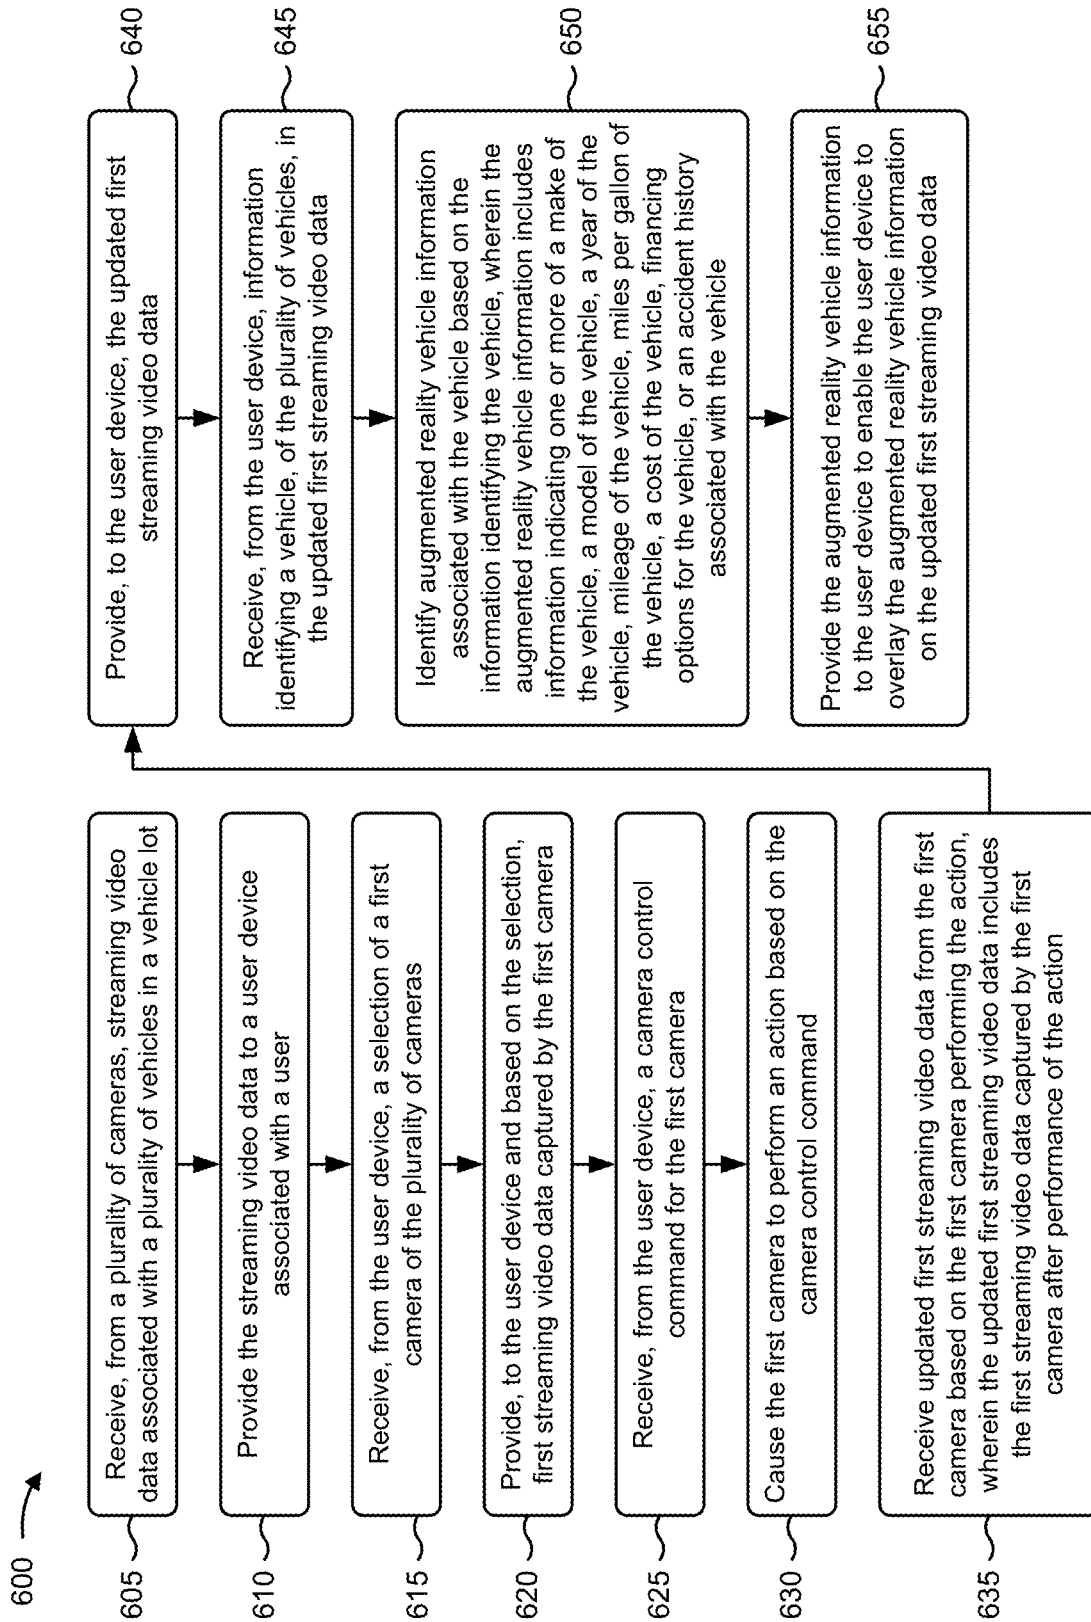 600
605
Receive, from a plurality of cameras, streaming video
data associated with a plurality of vehicles in a vehicle lot
610
Provide the streaming video data to a user device
associated with a user
615
Receive, from the user device, a selection of a first
camera of the plurality of cameras
620
Provide, to the user device and based on the selection,
first streaming video data captured by the first camera
625
Receive, from the user device, a camera control
command for the first camera
630
Cause the first camera to perform an action based on the
camera control command
635
Receive updated first streaming video data from the first
camera based on the first camera performing the action,
wherein the updated first streaming video data includes
the first streaming video data captured by the first
camera after performance of the action
640
Provide, to the user device, the updated first
streaming video data
645
Receive, from the user device, information
identifying a vehicle, of the plurality of vehicles, in
the updated first streaming video data
650
Identify augmented reality vehicle information
associated with the vehicle based on the
information identifying the vehicle, wherein the
augmented reality vehicle information includes
information indicating one or more of a make of
the vehicle, a model of the vehicle, a year of the
vehicle, mileage of the vehicle, miles per gallon of
the vehicle, a cost of the vehicle, financing
options for the vehicle, or an accident history
associated with the vehicle
655
Provide the augmented reality vehicle information
to the user device to enable the user device to
overlay the augmented reality vehicle information
on the updated first streaming video data